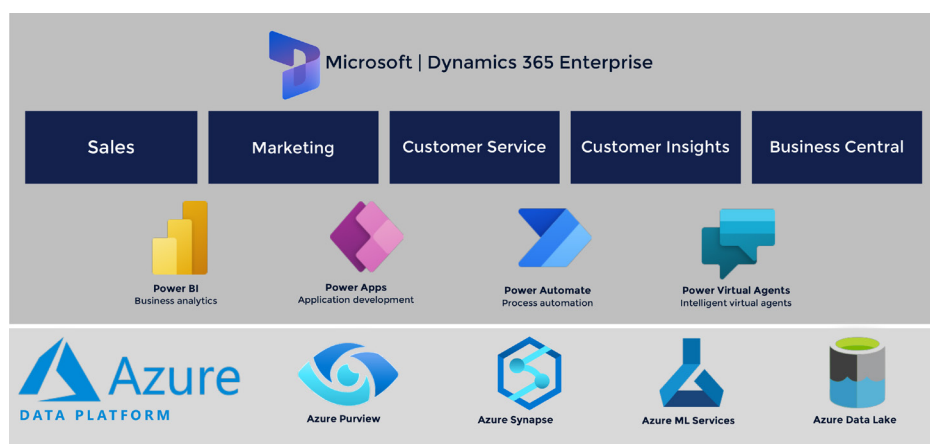 Microsoft | Dynamics 365 Enterprise
Sales
Marketing
Customer Service
Customer Insights
Business Central
Power BI
Business analytics
Power Apps
Application development
Power Automate
Process automation
Power Virtual Agents
Intelligent virtual agents
Azure
DATA PLATFORM
Azure Purview
Azure Synapse
Azure ML Services
Azure Data Lake